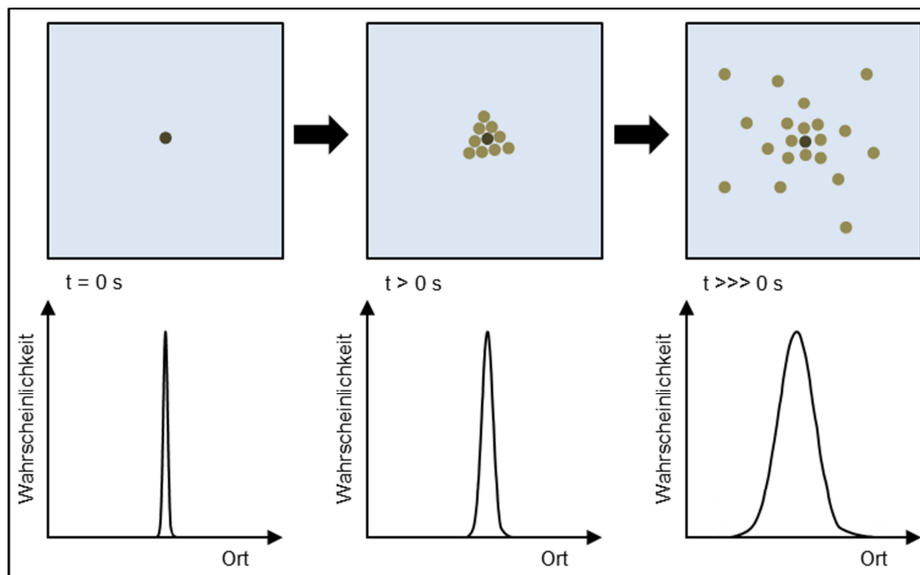 t = 0 s
t > 0 s
t >>> 0 s
Wahrscheinlichkeit
Ort
Wahrscheinlichkeit
Ort
Wahrscheinlichkeit
Ort